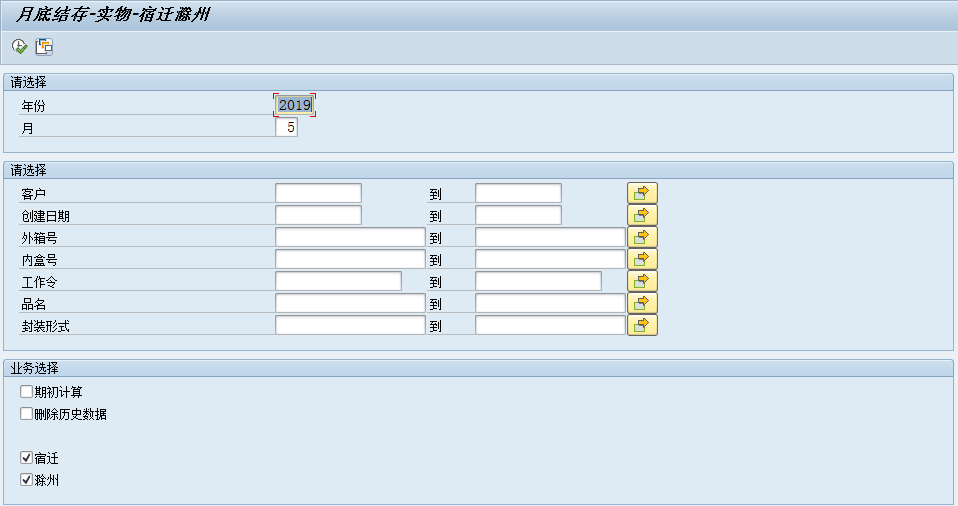 月底结存-实物-宿迁滁州
请选择
年份 2019
月 5
请选择
客户 到
创建日期 到
外箱号 到
内盒号 到
工作令 到
品名 到
封装形式 到
业务选择
期初计算
删除历史数据
宿迁
滁州